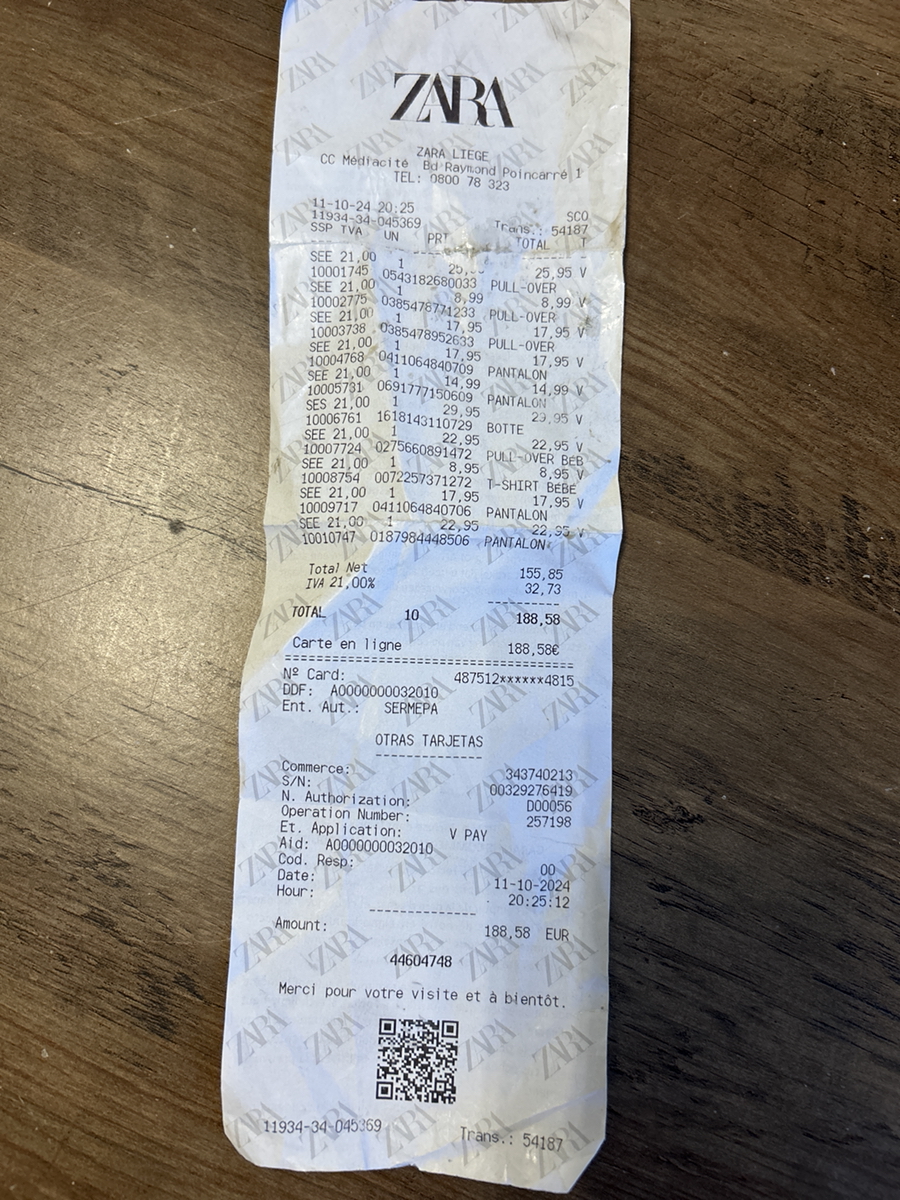 ZARA
ZARA LIEGE
CC Médiacité Bd Raymond Poincarré 1
TEL: 0800 78 323
11-10-24 20:25 SCO
11934-34-045369 Trans.: 54187
SSP TVA UN PRT TOTAL T
SEE 21,00 1 25,95 V
10001745 0543182680033 PULL-OVER
SEE 21,00 1 8,99 8,99 V
10002775 0385478771233 PULL-OVER
SEE 21,00 1 17,95 17,95 V
10003738 0385478952633 PULL-OVER
SEE 21,00 1 17,95 17,95 V
10004768 0411064840709 PANTALON
SEE 21,00 1 14,99 14,99 V
10005731 0691777150609 PANTALON
SES 21,00 1 29,95 29,95 V
10006761 1618143110729 BOTTE
SEE 21,00 1 22,95 22,95 V
10007724 0275660891472 PULL-OVER BEB
SEE 21,00 1 8,95 8,95 V
10008754 0072257371272 T-SHIRT BEBE
SEE 21,00 1 17,95 17,95 V
10009717 0411064840706 PANTALON
SEE 21,00 1 22,95 22,95 V
10010747 0187984448506 PANTALON
Total Net 155,85
IVA 21,00% 32,73
TOTAL 10 188,58
Carte en ligne 188,58€
Nº Card: 487512******4815
DDF: A0000000032010
Ent. Aut.: SERMEPA
OTRAS TARJETAS
Commerce: 343740213
S/N: 00329276419
N. Authorization: D00056
Operation Number: 257198
Et. Application: V PAY
Aid: A0000000032010
Cod. Resp: 00
Date: 11-10-2024
Hour: 20:25:12
Amount: 188,58 EUR
44604748
Merci pour votre visite et à bientôt.
11934-34-045369 Trans.: 54187